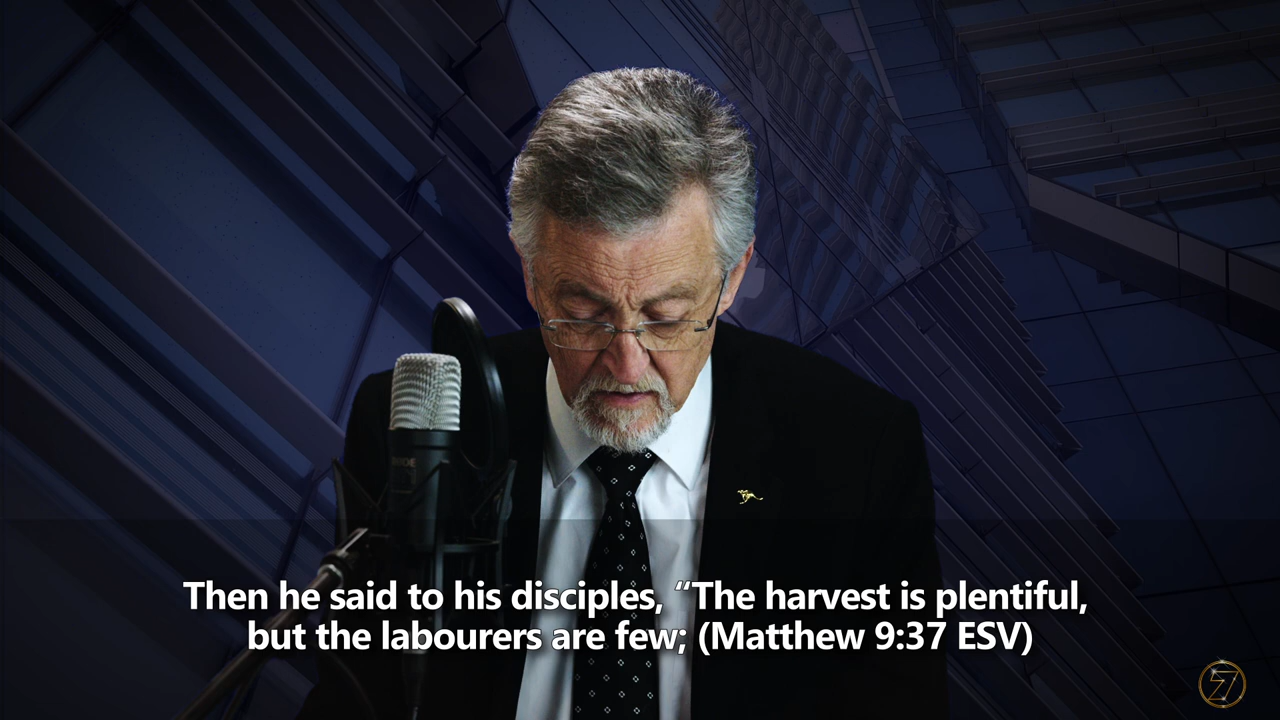 RØDE
Then he said to his disciples, “The harvest is plentiful,
but the labourers are few; (Matthew 9:37 ESV)